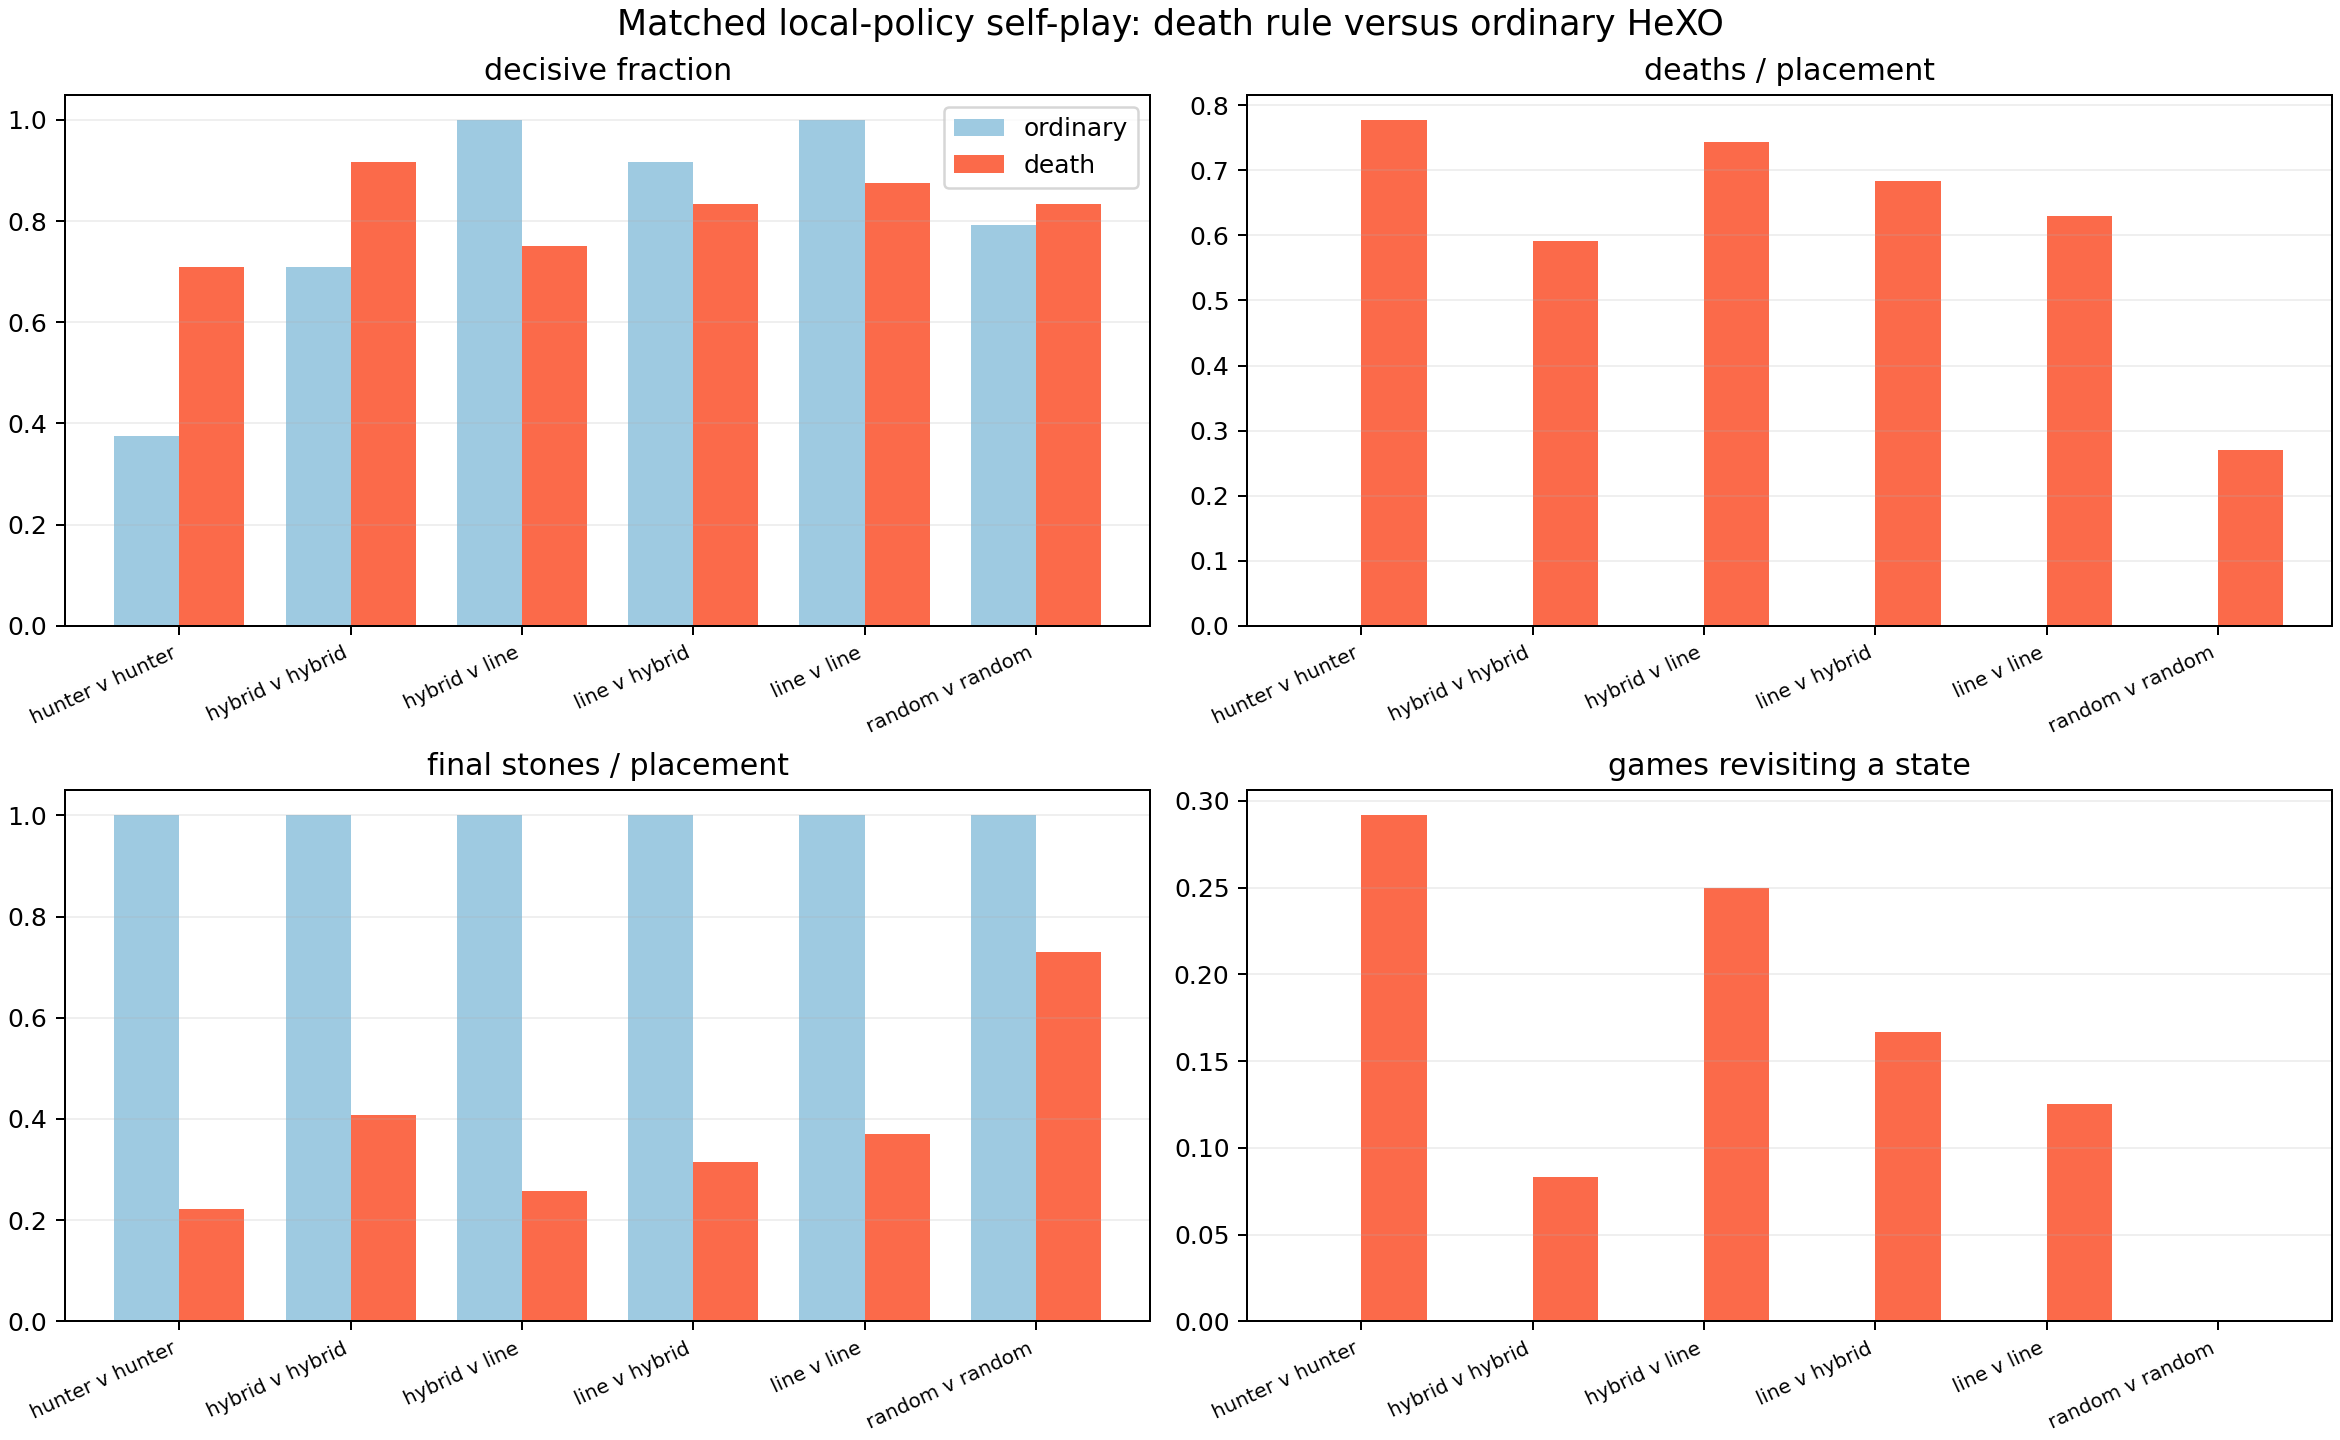 Matched local-policy self-play: death rule versus ordinary HeXO
decisive fraction
1.0
0.8
0.6
0.4
0.2
0.0
ordinary
death
hunter v hunter
hybrid v hybrid
hybrid v line
line v hybrid
line v line
random v random
deaths / placement
0.8
0.7
0.6
0.5
0.4
0.3
0.2
0.1
0.0
hunter v hunter
hybrid v hybrid
hybrid v line
line v hybrid
line v line
random v random
final stones / placement
1.0
0.8
0.6
0.4
0.2
0.0
hunter v hunter
hybrid v hybrid
hybrid v line
line v hybrid
line v line
random v random
games revisiting a state
0.30
0.25
0.20
0.15
0.10
0.05
0.00
hunter v hunter
hybrid v hybrid
hybrid v line
line v hybrid
line v line
random v random